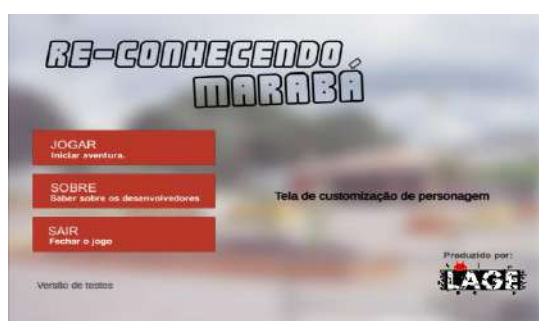 RE-CONHECENDO
MARABÁ
JOGAR
Iniciar aventura.
SOBRE
Saber sobre os desenvolvedores
Tela de customização de personagem
SAIR
Fechar o jogo
Produzido por:
LAGE
Versão de testes